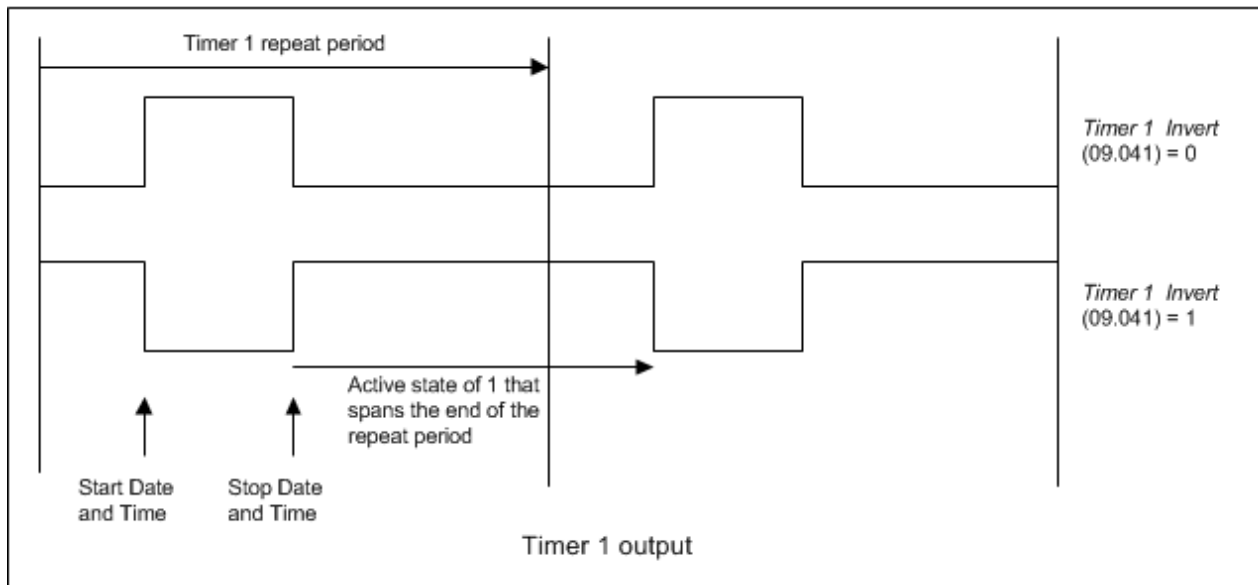 Timer 1 repeat period
Timer 1 Invert
(09.041) = 0
Timer 1 Invert
(09.041) = 1
Active state of 1 that
spans the end of the
repeat period
Start Date
and Time
Stop Date
and Time
Timer 1 output